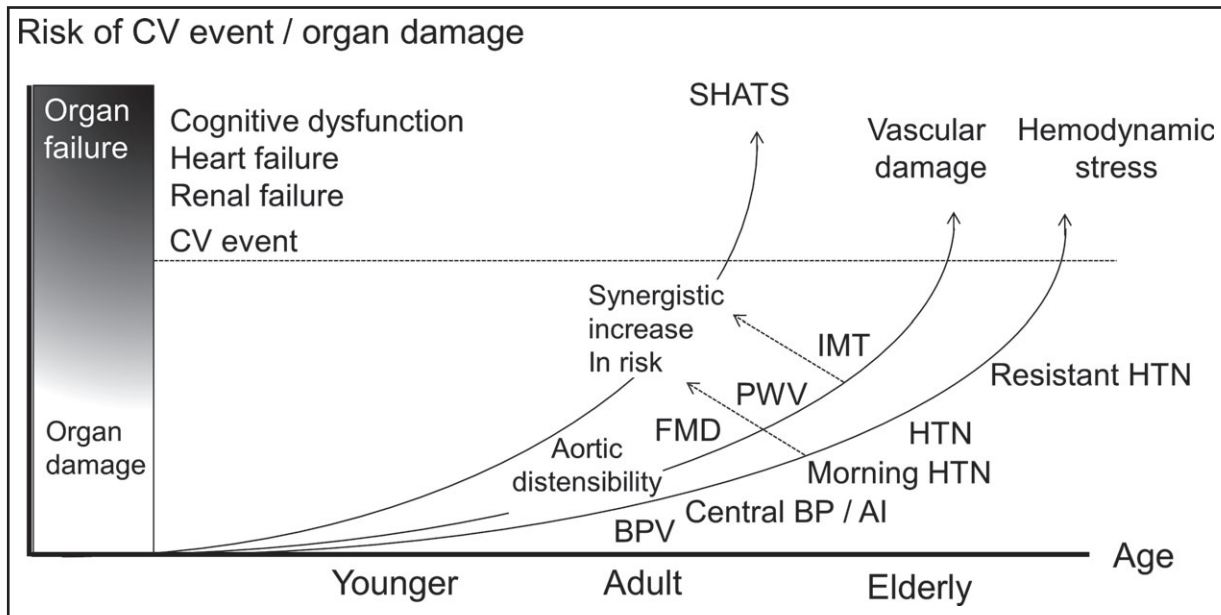 Risk of CV event / organ damage
Organ
failure
Cognitive dysfunction
Heart failure
Renal failure
CV event
SHATS
Vascular
damage
Hemodynamic
stress
Synergistic
increase
In risk
IMT
PWV
FMD
Aortic
distensibility
Resistant HTN
HTN
Morning HTN
Central BP / AI
BPV
Organ
damage
Age
Younger
Adult
Elderly